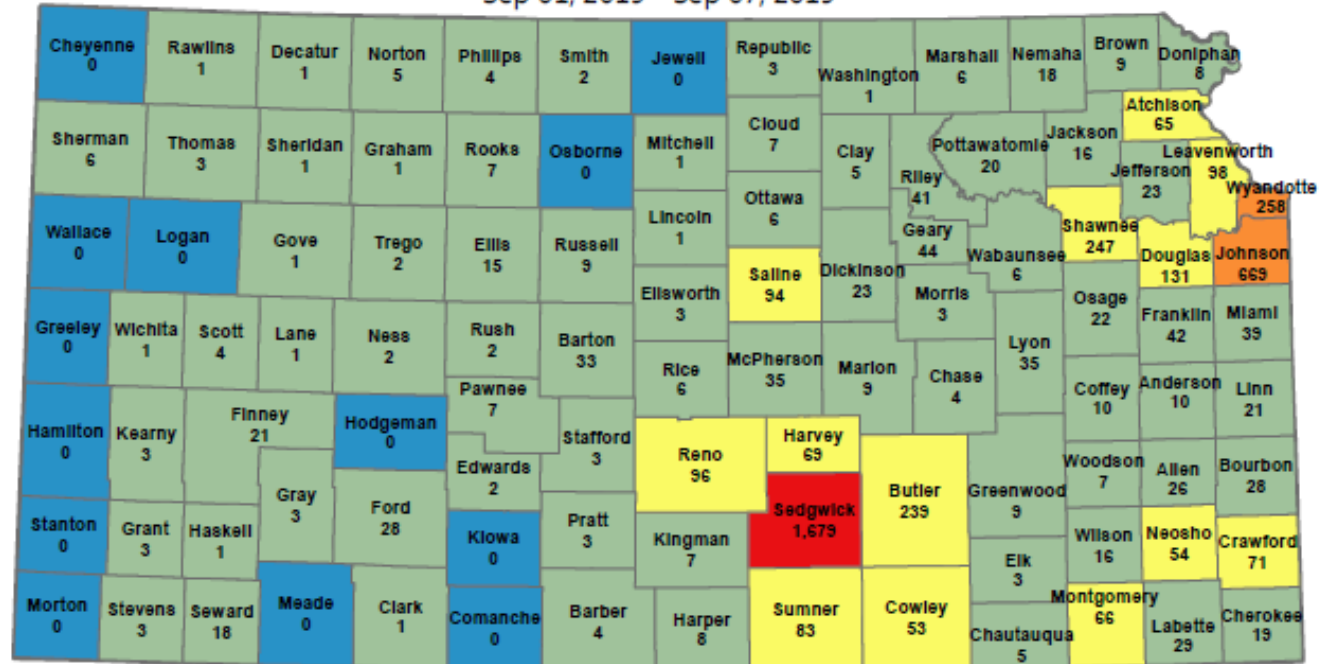 Sep 01, 2019 - Sep 07, 2019
Cheyenne
0
Rawlins
1
Decatur
1
Norton
5
Phillips
4
Smith
2
Jewell
0
Republic
3
Washington
1
Marshall
6
Nemaha
18
Brown
9
Doniphan
8
Atchison
65
Sherman
6
Thomas
3
Sheridan
1
Graham
1
Rooks
7
Osborne
0
Mitchell
1
Cloud
7
Clay
5
Riley
41
Pottawatomie
20
Jackson
16
Jefferson
23
Leavenworth
98
Wyandotte
258
Wallace
0
Logan
0
Gove
1
Trego
2
Ellis
15
Russell
9
Lincoln
1
Ottawa
6
Saline
94
Dickinson
23
Geary
44
Wabaunsee
6
Shawnee
247
Douglas
131
Johnson
669
Greeley
0
Wichita
1
Scott
4
Lane
1
Ness
2
Rush
2
Barton
33
Ellsworth
3
Rice
6
McPherson
35
Marion
9
Morris
3
Chase
4
Lyon
35
Osage
22
Franklin
42
Miami
39
Coffey
10
Anderson
10
Linn
21
Hamilton
0
Kearny
3
Finney
21
Hodgeman
0
Pawnee
7
Edwards
2
Stafford
3
Reno
96
Harvey
69
Sedgwick
1,679
Butler
239
Greenwood
9
Woodson
7
Allen
26
Bourbon
28
Stanton
0
Grant
3
Haskell
1
Gray
3
Ford
28
Kiowa
0
Pratt
3
Kingman
7
Elk
3
Wilson
16
Neosho
54
Crawford
71
Morton
0
Stevens
3
Seward
18
Meade
0
Clark
1
Comanche
0
Barber
4
Harper
8
Sumner
83
Cowley
53
Chautauqua
5
Montgomery
66
Labette
29
Cherokee
19